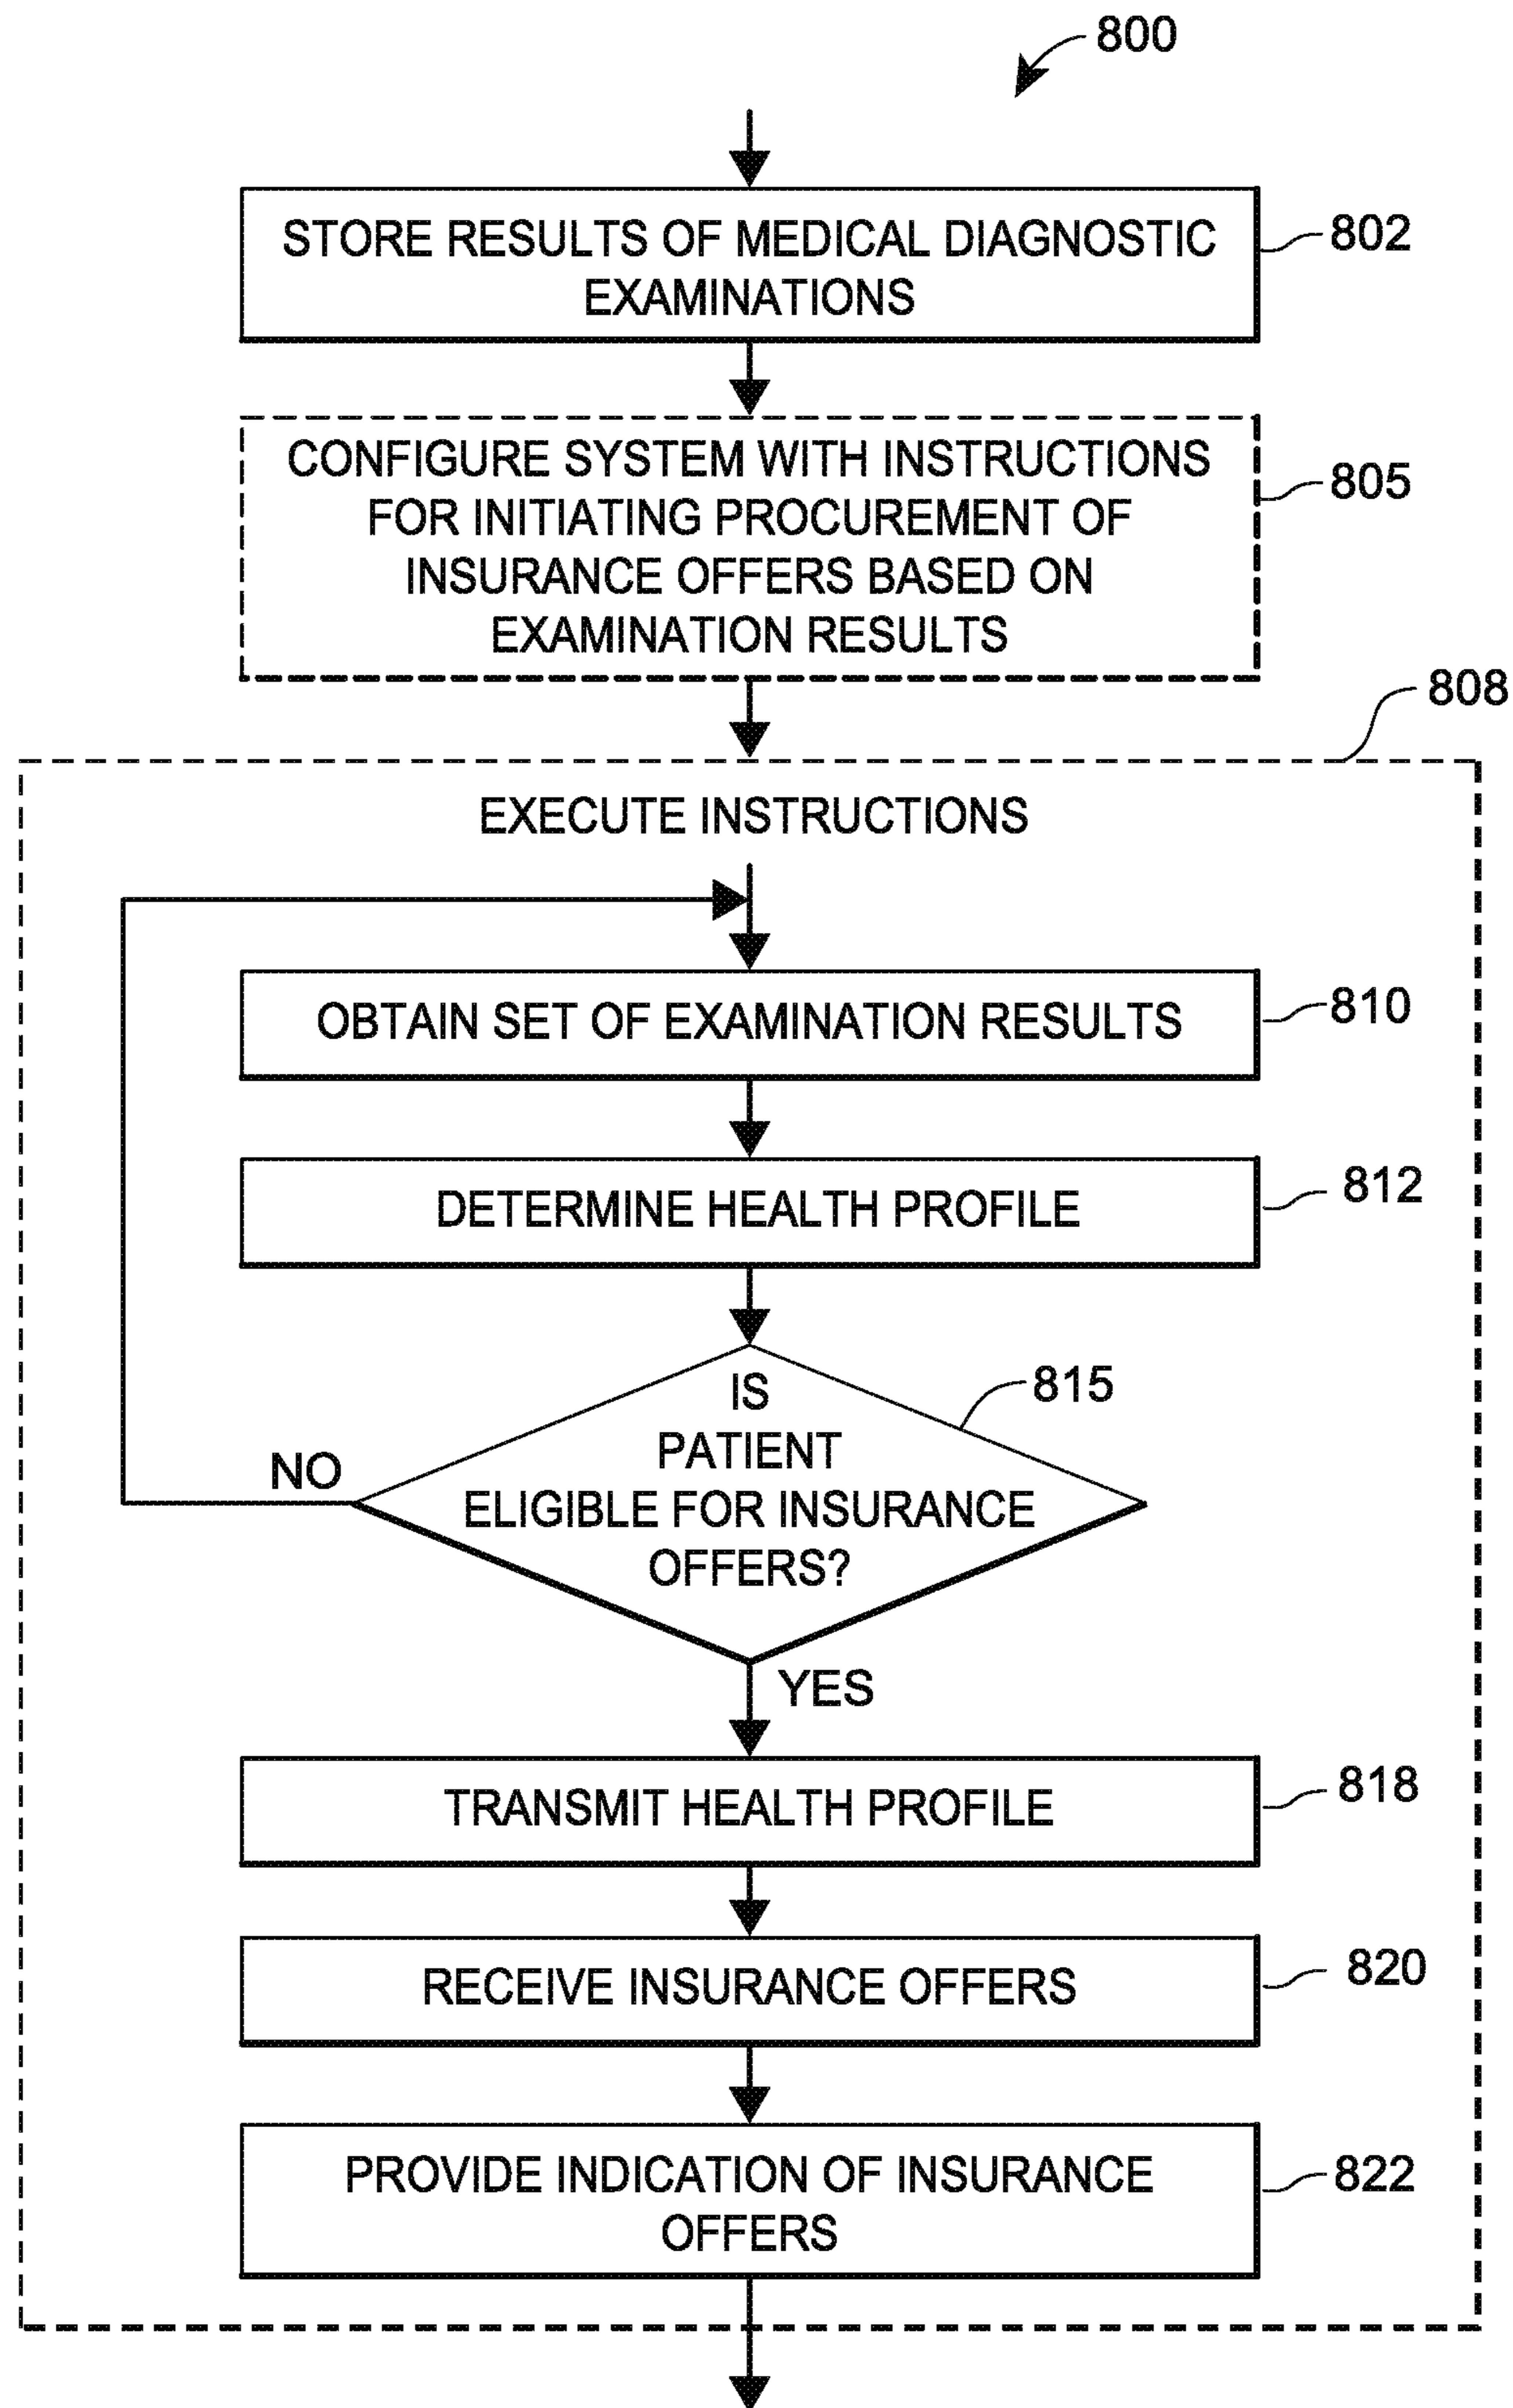 800
STORE RESULTS OF MEDICAL DIAGNOSTIC
EXAMINATIONS
802
CONFIGURE SYSTEM WITH INSTRUCTIONS
FOR INITIATING PROCUREMENT OF
INSURANCE OFFERS BASED ON
EXAMINATION RESULTS
805
808
EXECUTE INSTRUCTIONS
OBTAIN SET OF EXAMINATION RESULTS
810
DETERMINE HEALTH PROFILE
812
IS
PATIENT
ELIGIBLE FOR INSURANCE
OFFERS?
815
NO
YES
TRANSMIT HEALTH PROFILE
818
RECEIVE INSURANCE OFFERS
820
PROVIDE INDICATION OF INSURANCE
OFFERS
822